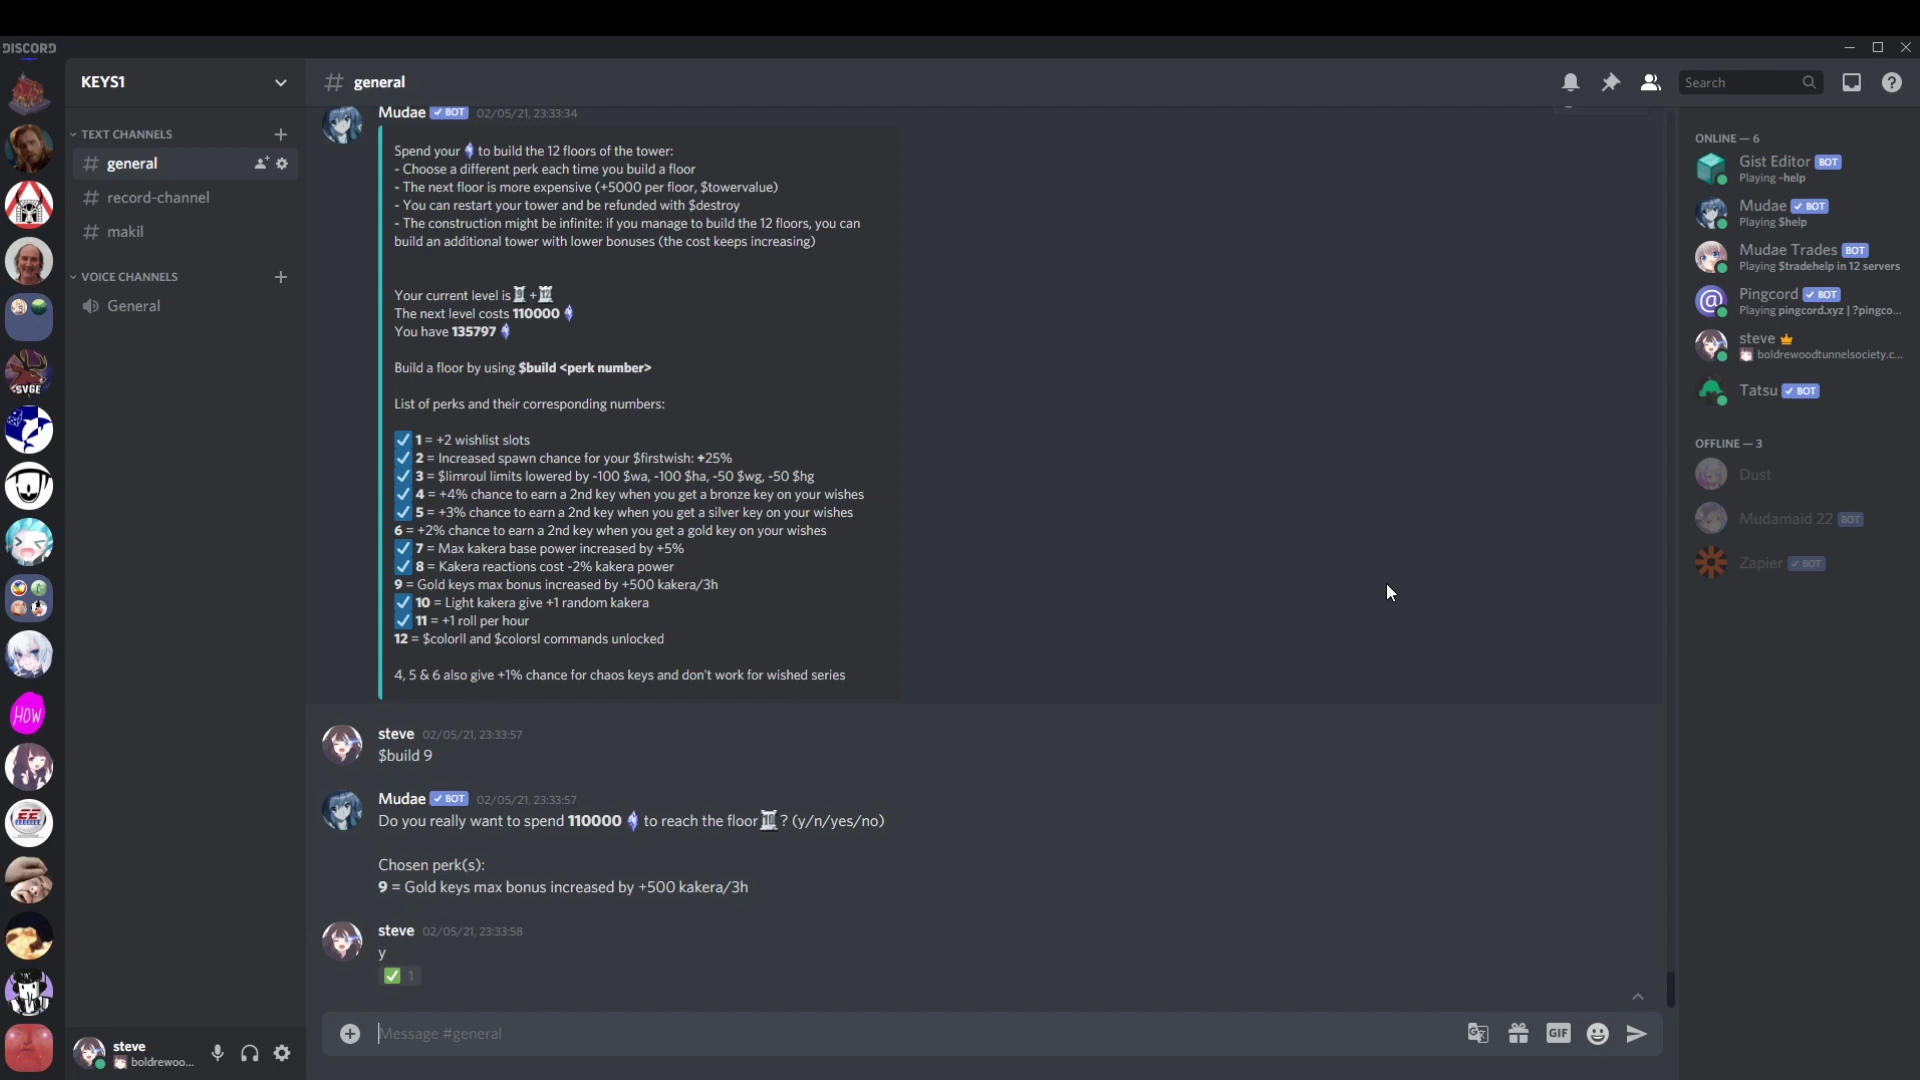 DISCORD
KEYS1
# general
Search
TEXT CHANNELS
# general
# record-channel
# makil
VOICE CHANNELS
General
SVGE
HOW
EE
Mudae ✓ BOT 02/05/21, 23:33:34
Spend your to build the 12 floors of the tower:
- Choose a different perk each time you build a floor
- The next floor is more expensive (+5000 per floor, $towervalue)
- You can restart your tower and be refunded with $destroy
- The construction might be infinite: if you manage to build the 12 floors, you can
build an additional tower with lower bonuses (the cost keeps increasing)
Your current level is 9 + 12
The next level costs 110000
You have 135797
Build a floor by using $build <perk number>
List of perks and their corresponding numbers:
✓ 1 = +2 wishlist slots
✓ 2 = Increased spawn chance for your $firstwish: +25%
✓ 3 = $limroul limits lowered by -100 $wa, -100 $ha, -50 $wg, -50 $hg
✓ 4 = +4% chance to earn a 2nd key when you get a bronze key on your wishes
✓ 5 = +3% chance to earn a 2nd key when you get a silver key on your wishes
6 = +2% chance to earn a 2nd key when you get a gold key on your wishes
✓ 7 = Max kakera base power increased by +5%
✓ 8 = Kakera reactions cost -2% kakera power
9 = Gold keys max bonus increased by +500 kakera/3h
✓ 10 = Light kakera give +1 random kakera
✓ 11 = +1 roll per hour
12 = $colorll and $colorsl commands unlocked
4, 5 & 6 also give +1% chance for chaos keys and don't work for wished series
steve 02/05/21, 23:33:57
$build 9
Mudae ✓ BOT 02/05/21, 23:33:57
Do you really want to spend 110000 to reach the floor 10 ? (y/n/yes/no)
Chosen perk(s):
9 = Gold keys max bonus increased by +500 kakera/3h
steve 02/05/21, 23:33:58
y
✅ 1
Message #general
GIF
steve
boldrewoo...
ONLINE — 6
Gist Editor BOT
Playing -help
Mudae ✓ BOT
Playing $help
Mudae Trades BOT
Playing $tradehelp in 12 servers
@
Pingcord ✓ BOT
Playing pingcord.xyz | ?pingco...
steve
boldrewoodtunnelsociety.c...
Tatsu ✓ BOT
OFFLINE — 3
Dust
Mudamaid 22 BOT
Zapier ✓ BOT